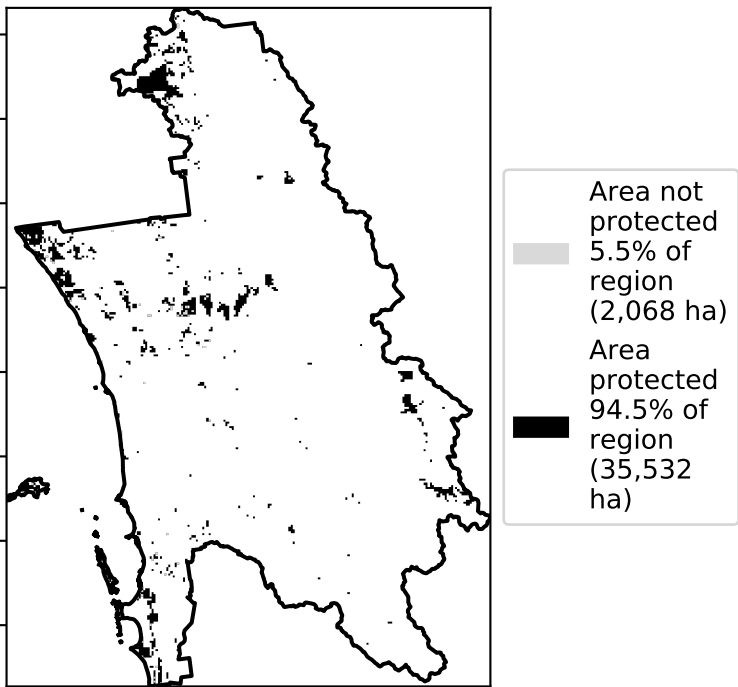 Area not
protected
5.5% of
region
(2,068 ha)
Area
protected
94.5% of
region
(35,532
ha)